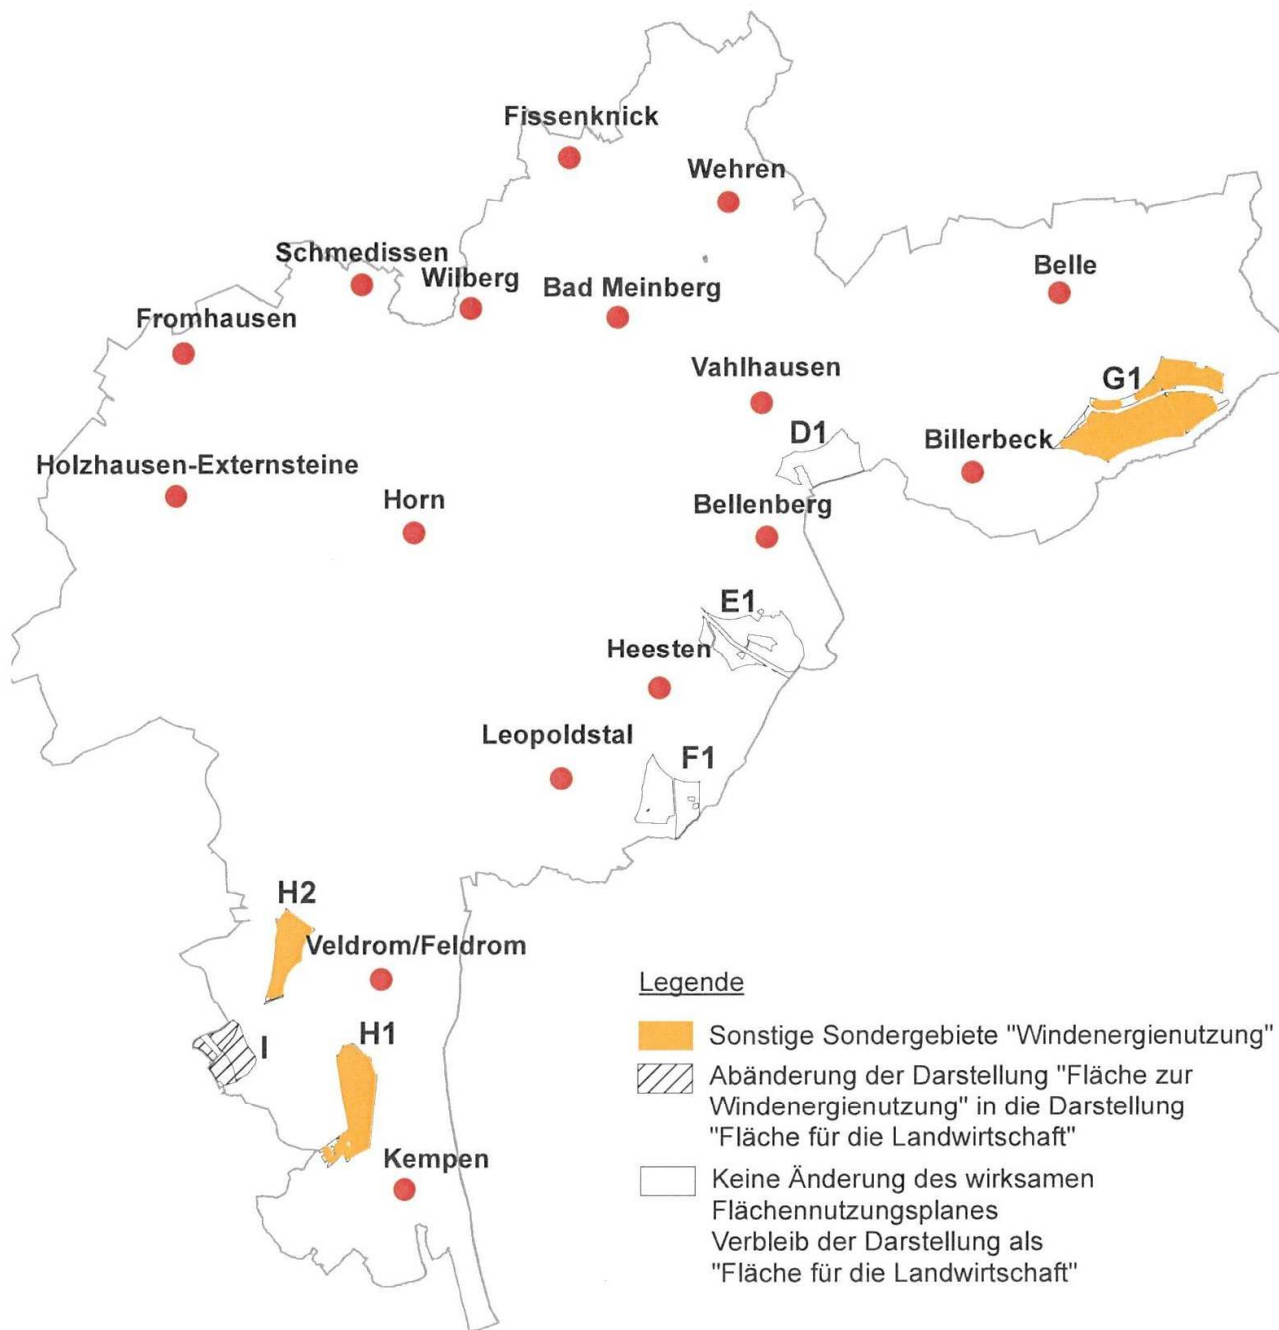 Fissenknick
Wehren
Schmedissen
Wilberg
Bad Meinberg
Belle
Fromhausen
Vahlhausen
G1
D1
Billerbeck
Holzhausen-Externsteine
Horn
Bellenberg
E1
Heesten
Leopoldstal
F1
H2
Veldrom/Feldrom
I
H1
Kempen
Legende
Sonstige Sondergebiete "Windenergienutzung"
Abänderung der Darstellung "Fläche zur
Windenergienutzung" in die Darstellung
"Fläche für die Landwirtschaft"
Keine Änderung des wirksamen
Flächennutzungsplanes
Verbleib der Darstellung als
"Fläche für die Landwirtschaft"